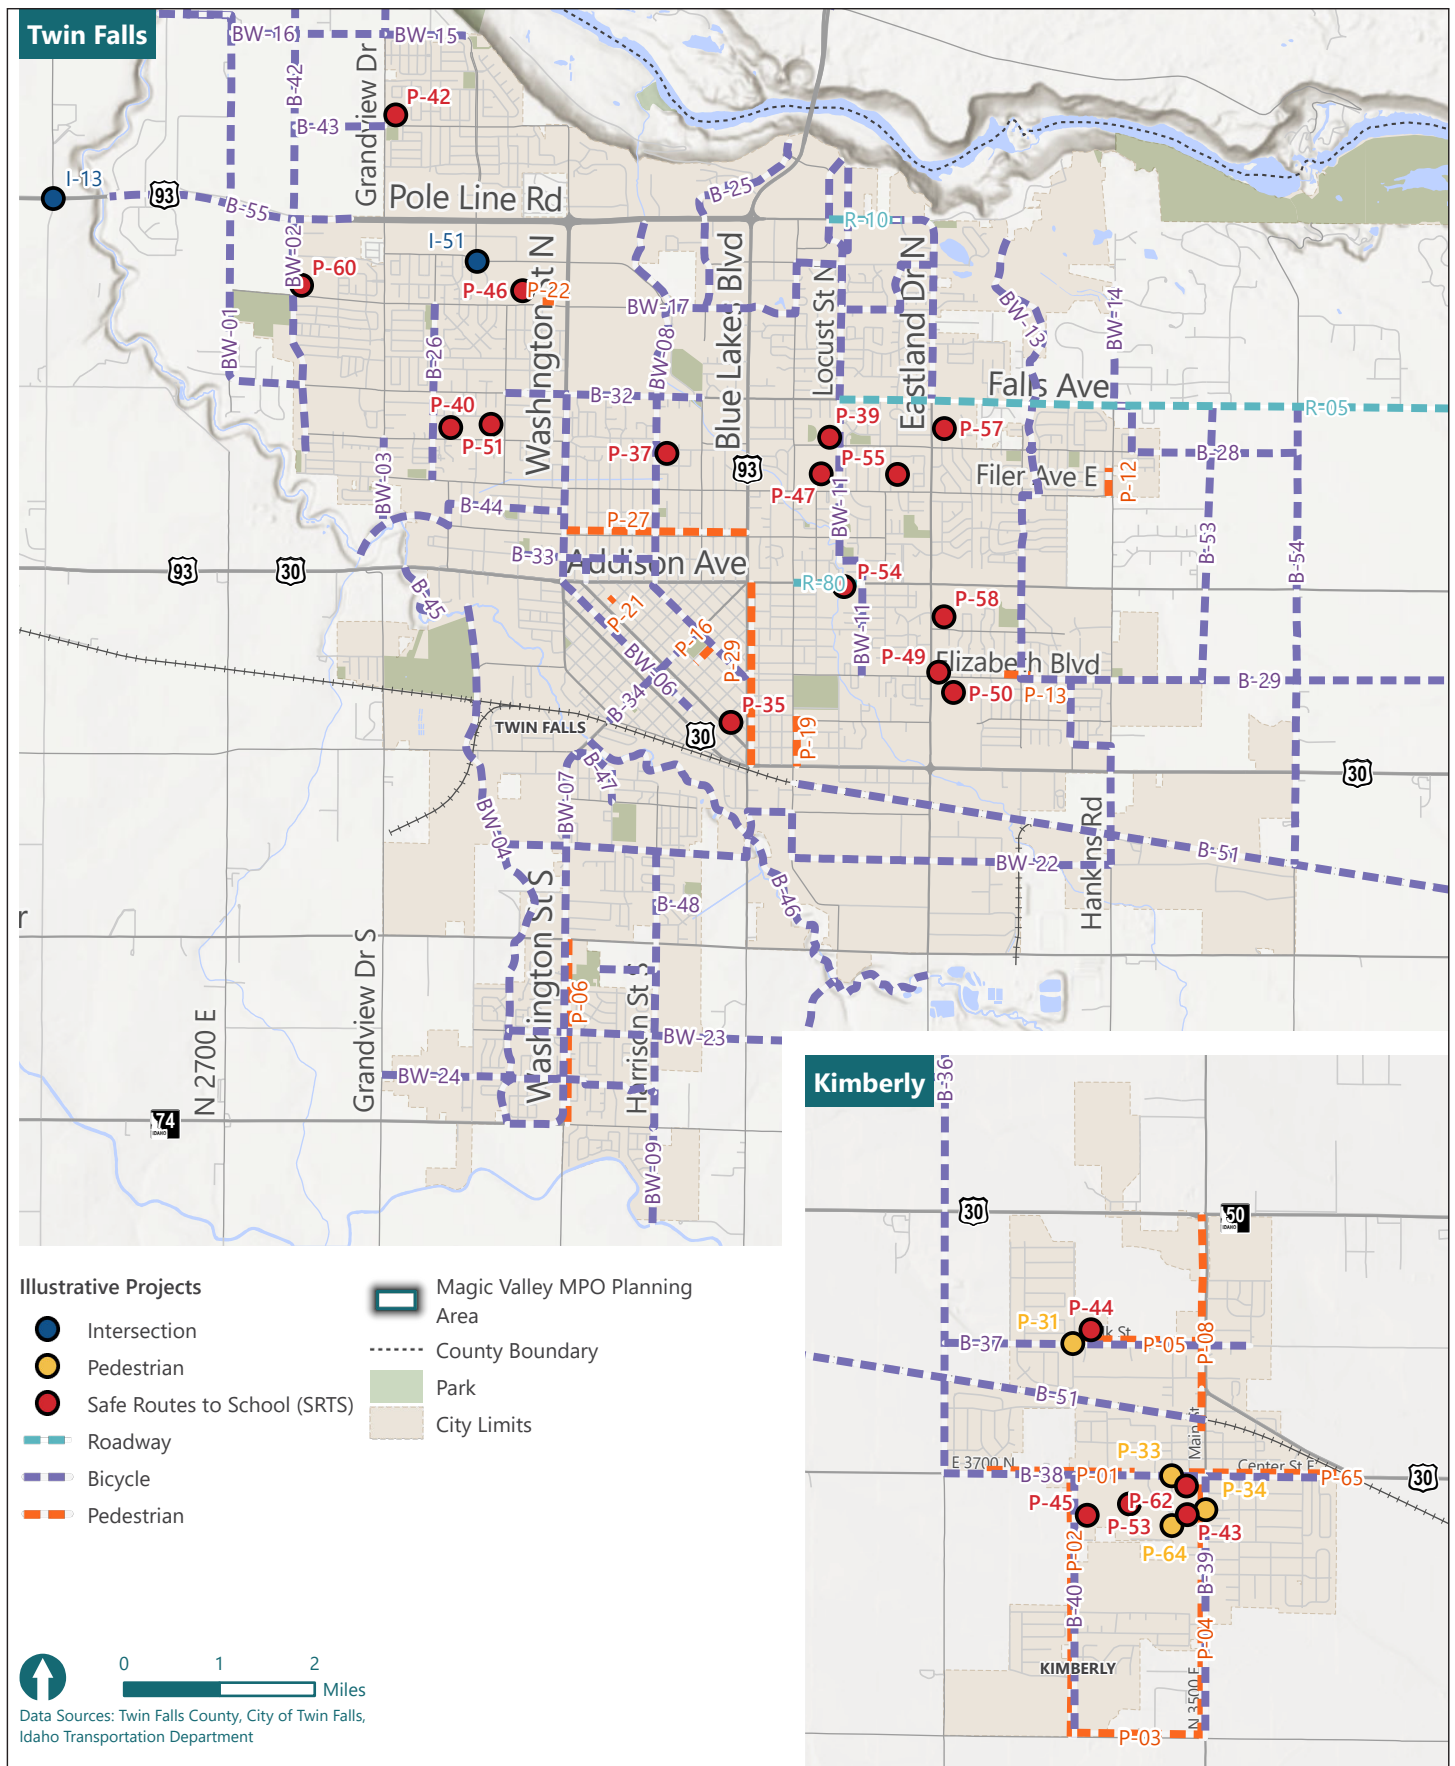 Twin Falls
BW-16
BW-15
B-42
Grandview Dr
P-42
B-43
I-13
93
B-55
Pole Line Rd
B-25
R-10
I-51
BW-02
P-60
P-46
P-22
Washington St N
BW-17
Blue Lakes Blvd
Locust St N
Eastland Dr N
BW-13
BW-14
BW-01
B-26
BW-08
B-32
Falls Ave
R-05
P-40
P-51
P-39
P-57
P-37
93
P-55
P-47
Filer Ave E
P-12
B-28
BW-03
B-44
P-27
BW-11
B-53
B-54
B-33
Addison Ave
93
30
B-45
R-80
P-54
P-21
P-16
P-29
P-58
BW-11
BW-06
P-49
Elizabeth Blvd
B-29
B-34
P-50
P-13
P-35
TWIN FALLS
30
P-19
B-47
BW-07
30
BW-04
Hankins Rd
B-51
BW-22
B-46
B-48
r
Washington St S
Grandview Dr S
P-06
N 2700 E
Harrison St S
BW-23
BW-24
74
IDAHO
BW-09
Kimberly
B-36
30
50
IDAHO
P-44
P-31
lk St
B-37
P-05
P-08
B-51
Main St
P-33
E 3700 N
Center St E
B-38
P-01
P-65
30
P-45
P-62
P-34
P-53
P-43
P-64
P-02
B-39
B-40
P-04
KIMBERLY
N 3500 E
P-03
Illustrative Projects
Intersection
Pedestrian
Safe Routes to School (SRTS)
Roadway
Bicycle
Pedestrian
Magic Valley MPO Planning
Area
County Boundary
Park
City Limits
0 1 2
Miles
Data Sources: Twin Falls County, City of Twin Falls,
Idaho Transportation Department